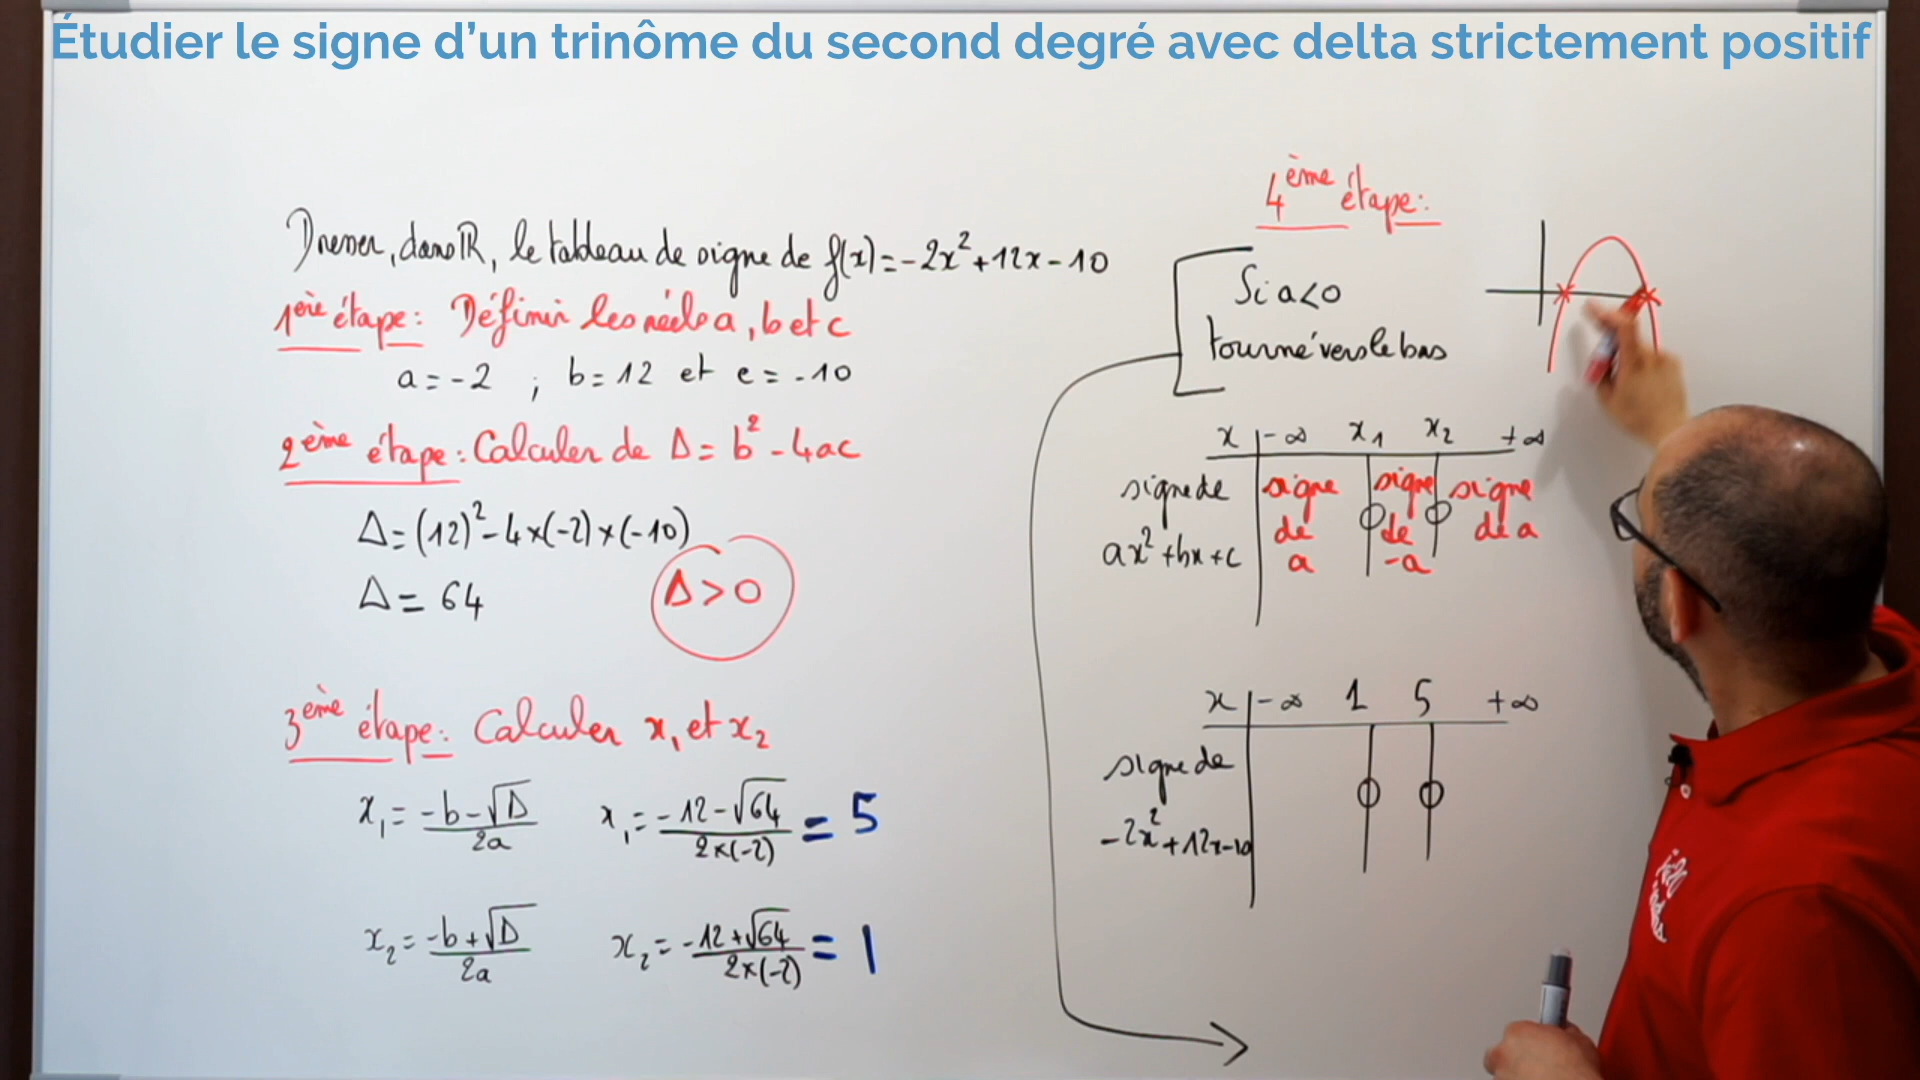 Étudier le signe d’un trinôme du second degré avec delta strictement positif
Dresser, dans ℝ, le tableau de signe de f(x)=-2x²+12x-10
1ère étape: Définir les réels a, b et c
a=-2 ; b=12 et c=-10
2ème étape: Calculer de Δ= b²-4ac
Δ=(12)²-4×(-2)×(-10)
Δ= 64
Δ>0
3ème étape: Calculer x₁ et x₂
x₁= (-b-√Δ)/2a x₁= (-12-√64)/(2×(-2)) = 5
x₂= (-b+√Δ)/2a x₂= (-12+√64)/(2×(-2)) = 1
4ème étape:
Si a<0
tourné vers le bas
x -∞ x₁ x₂ +∞
signe de signe signe signe
ax²+bx+c de de de a
a -a
x -∞ 1 5 +∞
signe de
-2x²+12x-10